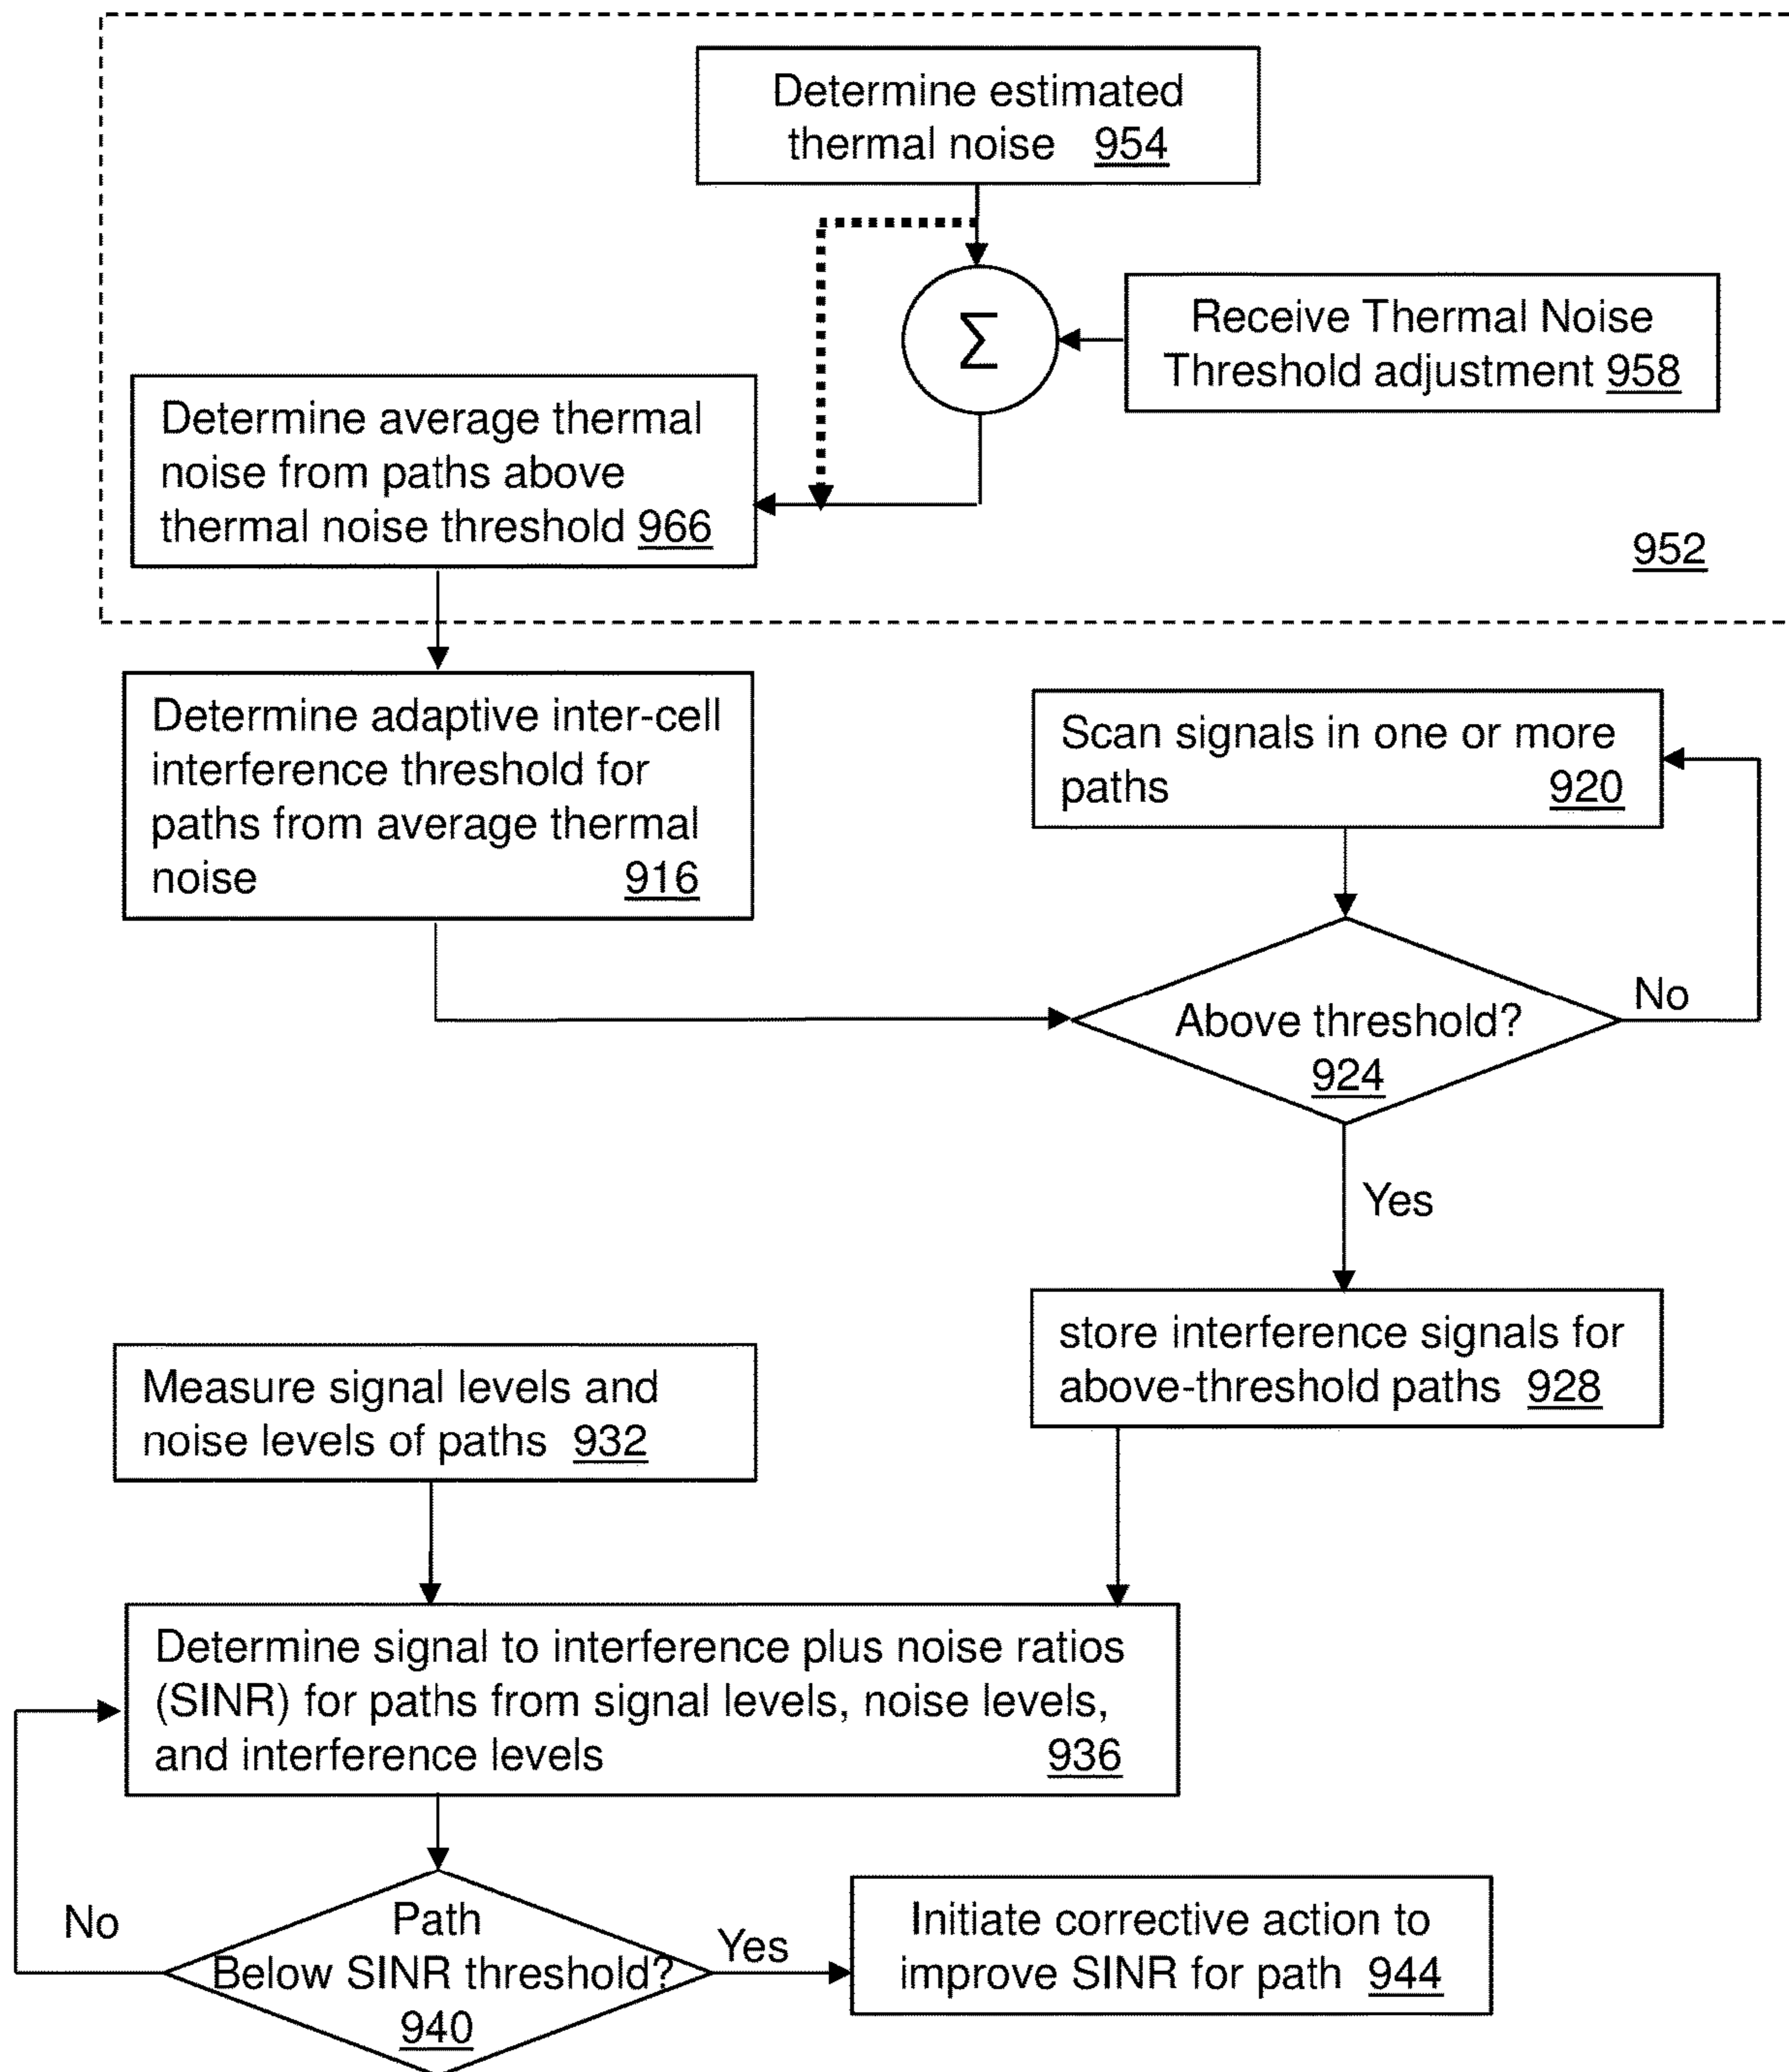 Determine estimated
thermal noise 954
Σ
Receive Thermal Noise
Threshold adjustment 958
Determine average thermal
noise from paths above
thermal noise threshold 966
952
Determine adaptive inter-cell
interference threshold for
paths from average thermal
noise 916
Scan signals in one or more
paths 920
Above threshold?
924
No
Yes
store interference signals for
above-threshold paths 928
Measure signal levels and
noise levels of paths 932
Determine signal to interference plus noise ratios
(SINR) for paths from signal levels, noise levels,
and interference levels 936
No
Path
Below SINR threshold?
940
Yes
Initiate corrective action to
improve SINR for path 944